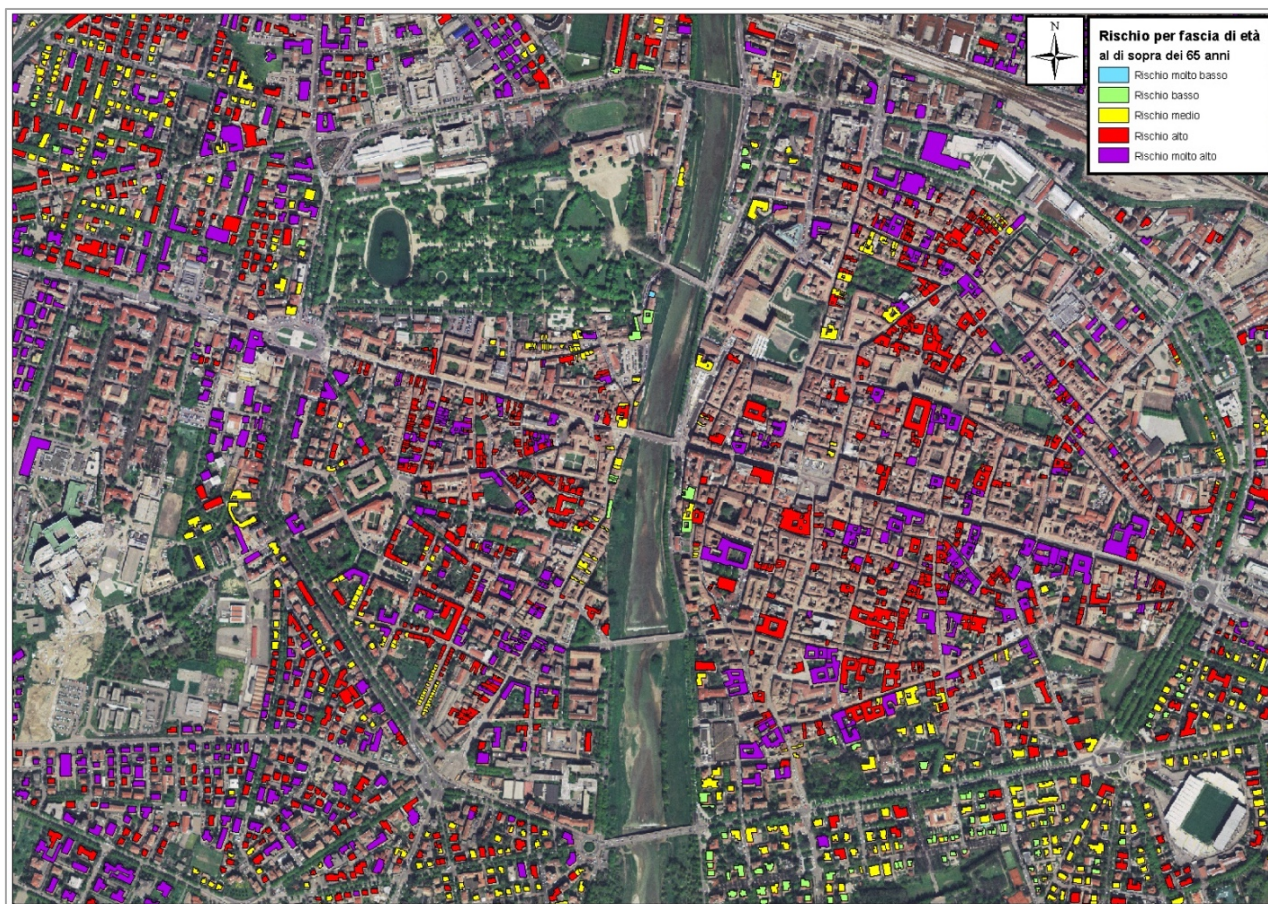 N
Rischio per fascia di età
al di sopra dei 65 anni
Rischio molto basso
Rischio basso
Rischio medio
Rischio alto
Rischio molto alto